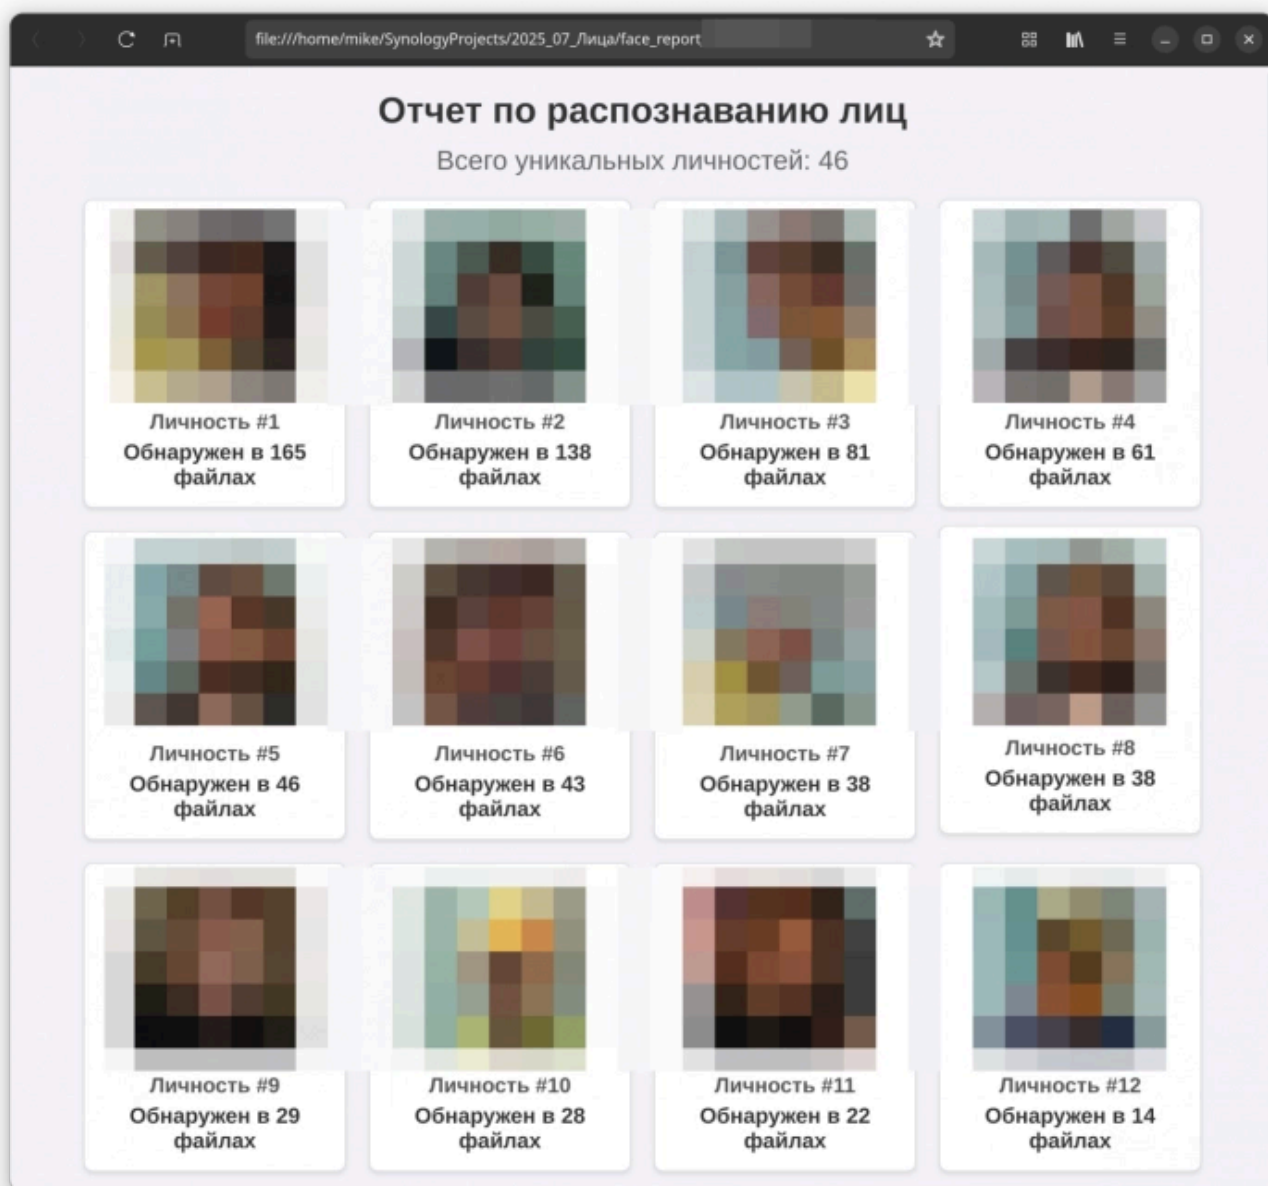 file:///home/mike/SynologyProjects/2025_07_Лица/face_report
Отчет по распознаванию лиц
Всего уникальных личностей: 46
Личность #1
Обнаружен в 165
файлах
Личность #2
Обнаружен в 138
файлах
Личность #3
Обнаружен в 81
файлах
Личность #4
Обнаружен в 61
файлах
Личность #5
Обнаружен в 46
файлах
Личность #6
Обнаружен в 43
файлах
Личность #7
Обнаружен в 38
файлах
Личность #8
Обнаружен в 38
файлах
Личность #9
Обнаружен в 29
файлах
Личность #10
Обнаружен в 28
файлах
Личность #11
Обнаружен в 22
файлах
Личность #12
Обнаружен в 14
файлах